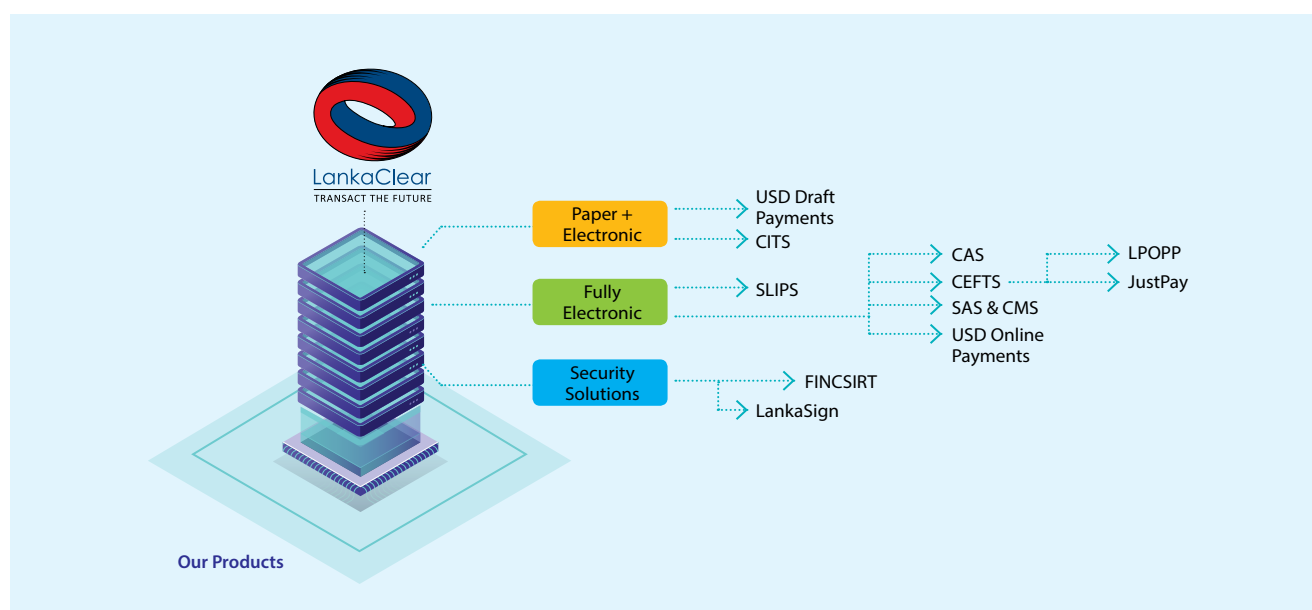 LankaClear
TRANSACT THE FUTURE
Paper +
Electronic
USD Draft
Payments
CITS
Fully
Electronic
SLIPS
CAS
CEFTS
SAS & CMS
USD Online
Payments
LPOPP
JustPay
Security
Solutions
FINCSIRT
LankaSign
Our Products